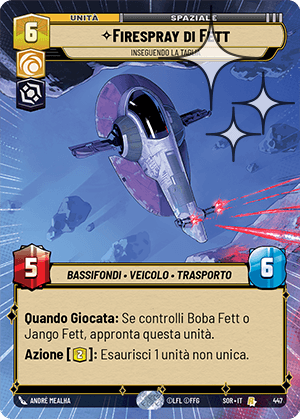 UNITÀ SPAZIALE
6
✧FIRESPRAY DI FETT
INSEGUENDO LA TAGLIA
5 BASSIFONDI • VEICOLO • TRASPORTO 6
Quando Giocata: Se controlli Boba Fett o
Jango Fett, appronta questa unità.
Azione [2]: Esaurisci 1 unità non unica.
ANDRÉ MEALHA ©LFL ©FFG SOR • IT 447